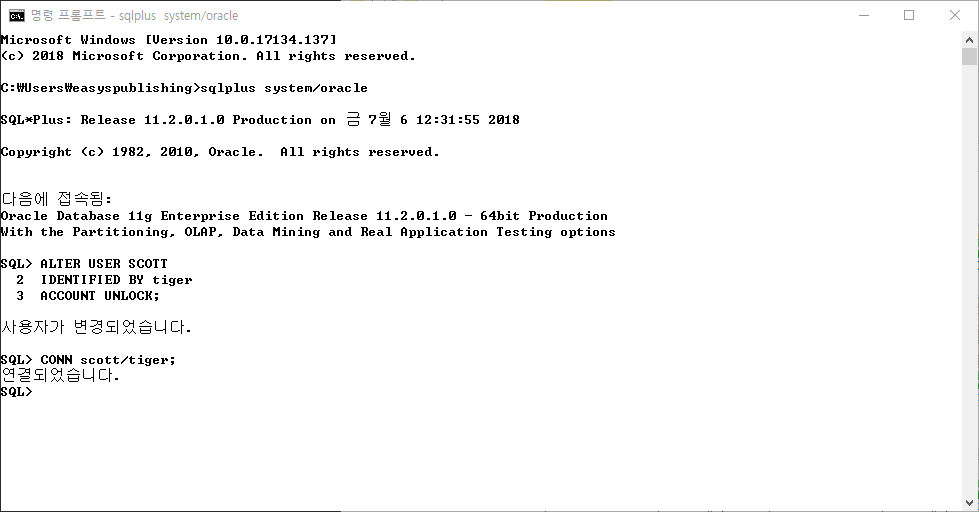 명령 프롬프트 - sqlplus  system/oracle
Microsoft Windows [Version 10.0.17134.137]
(c) 2018 Microsoft Corporation. All rights reserved.
C:₩Users₩easyspublishing>sqlplus system/oracle
SQL*Plus: Release 11.2.0.1.0 Production on 금 7월 6 12:31:55 2018
Copyright (c) 1982, 2010, Oracle.  All rights reserved.
다음에 접속됨:
Oracle Database 11g Enterprise Edition Release 11.2.0.1.0 - 64bit Production
With the Partitioning, OLAP, Data Mining and Real Application Testing options
SQL> ALTER USER SCOTT
  2  IDENTIFIED BY tiger
  3  ACCOUNT UNLOCK;
사용자가 변경되었습니다.
SQL> CONN scott/tiger;
연결되었습니다.
SQL>